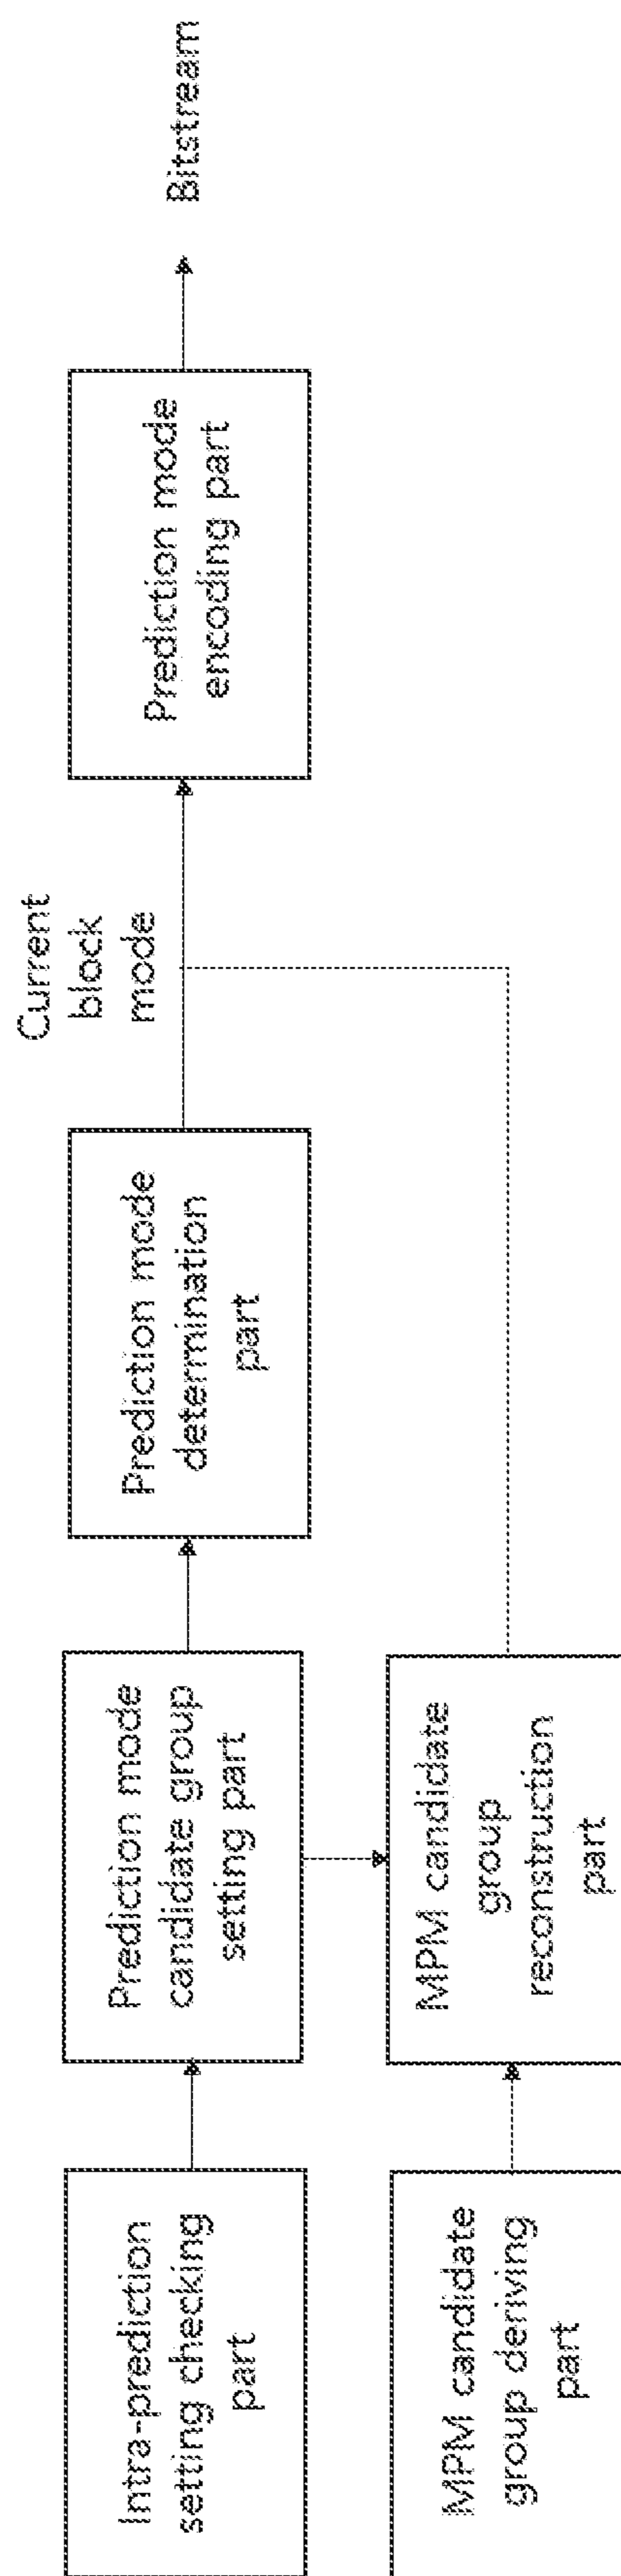 Intra-prediction
setting checking
part
Prediction mode
candidate group
setting part
Prediction mode
determination
part
Current
block
mode
Prediction mode
encoding part
Bitstream
MPM candidate
group deriving
part
MPM candidate
group
reconstruction
part